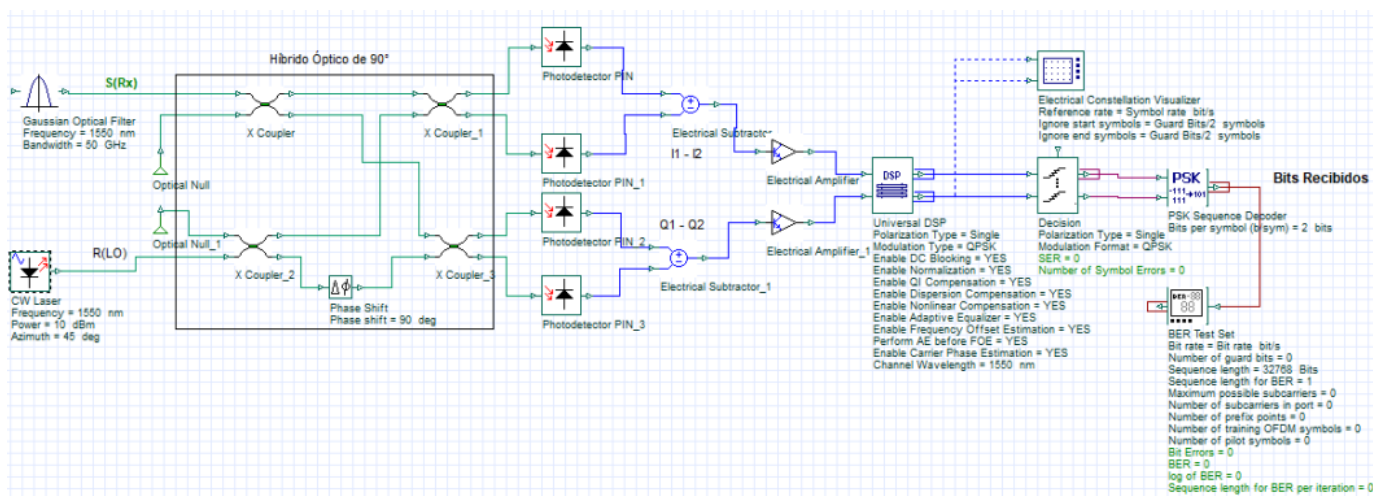 Híbrido Óptico de 90°
S(Rx)
Gaussian Optical Filter
Frequency = 1550 nm
Bandwidth = 50 GHz
X Coupler
X Coupler_1
Optical Null
Optical Null_1
R(LO)
X Coupler_2
X Coupler_3
CW Laser
Frequency = 1550 nm
Power = 10 dBm
Azimuth = 45 deg
Phase Shift
Phase shift = 90 deg
Photodetector PIN
Photodetector PIN_1
Photodetector PIN_2
Photodetector PIN_3
Electrical Subtractor
I1 - I2
Q1 - Q2
Electrical Subtractor_1
Electrical Amplifier
Electrical Amplifier_1
DSP
Universal DSP
Polarization Type = Single
Modulation Type = QPSK
Enable DC Blocking = YES
Enable Normalization = YES
Enable QI Compensation = YES
Enable Dispersion Compensation = YES
Enable Nonlinear Compensation = YES
Enable Adaptive Equalizer = YES
Enable Frequency Offset Estimation = YES
Perform AE before FOE = YES
Enable Carrier Phase Estimation = YES
Channel Wavelength = 1550 nm
Electrical Constellation Visualizer
Reference rate = Symbol rate bit/s
Ignore start symbols = Guard Bits/2 symbols
Ignore end symbols = Guard Bits/2 symbols
Decision
Polarization Type = Single
Modulation Format = QPSK
SER = 0
Number of Symbol Errors = 0
PSK
-111
111→101
Bits Recibidos
PSK Sequence Decoder
Bits per symbol (b\sym) = 2 bits
BER Test Set
Bit rate = Bit rate bit/s
Number of guard bits = 0
Sequence length = 32768 Bits
Sequence length for BER = 1
Maximum possible subcarriers = 0
Number of subcarriers in port = 0
Number of prefix points = 0
Number of training OFDM symbols = 0
Number of pilot symbols = 0
Bit Errors = 0
BER = 0
log of BER = 0
Sequence length for BER per iteration = 0